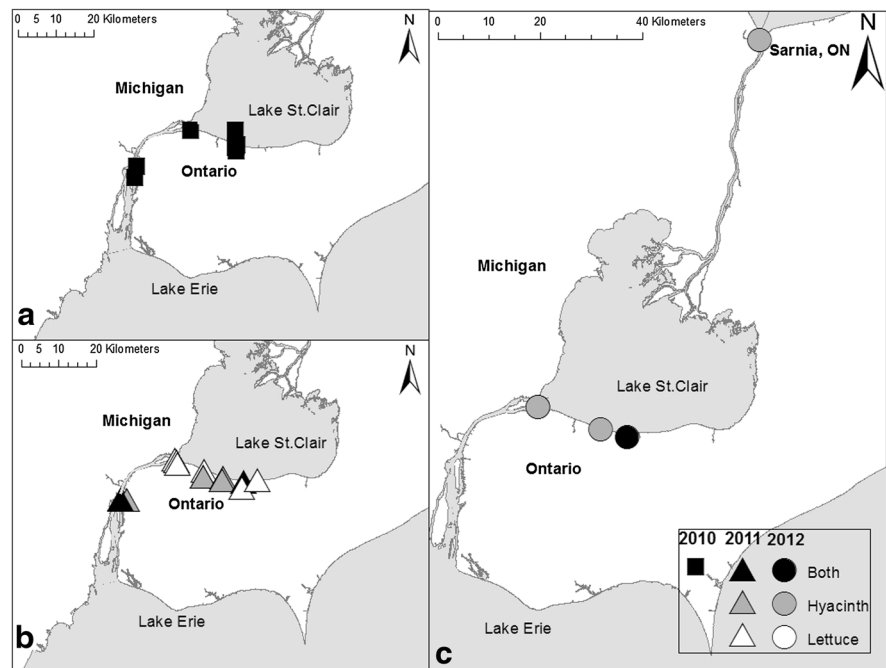 0 5 10 20 Kilometers
N
Michigan
Lake St.Clair
Ontario
Lake Erie
a
0 5 10 20 Kilometers
N
Michigan
Lake St.Clair
Ontario
Lake Erie
b
0 10 20 40 Kilometers
N
Sarnia, ON
Michigan
Lake St.Clair
Ontario
Lake Erie
c
2010 2011 2012
Both
Hyacinth
Lettuce